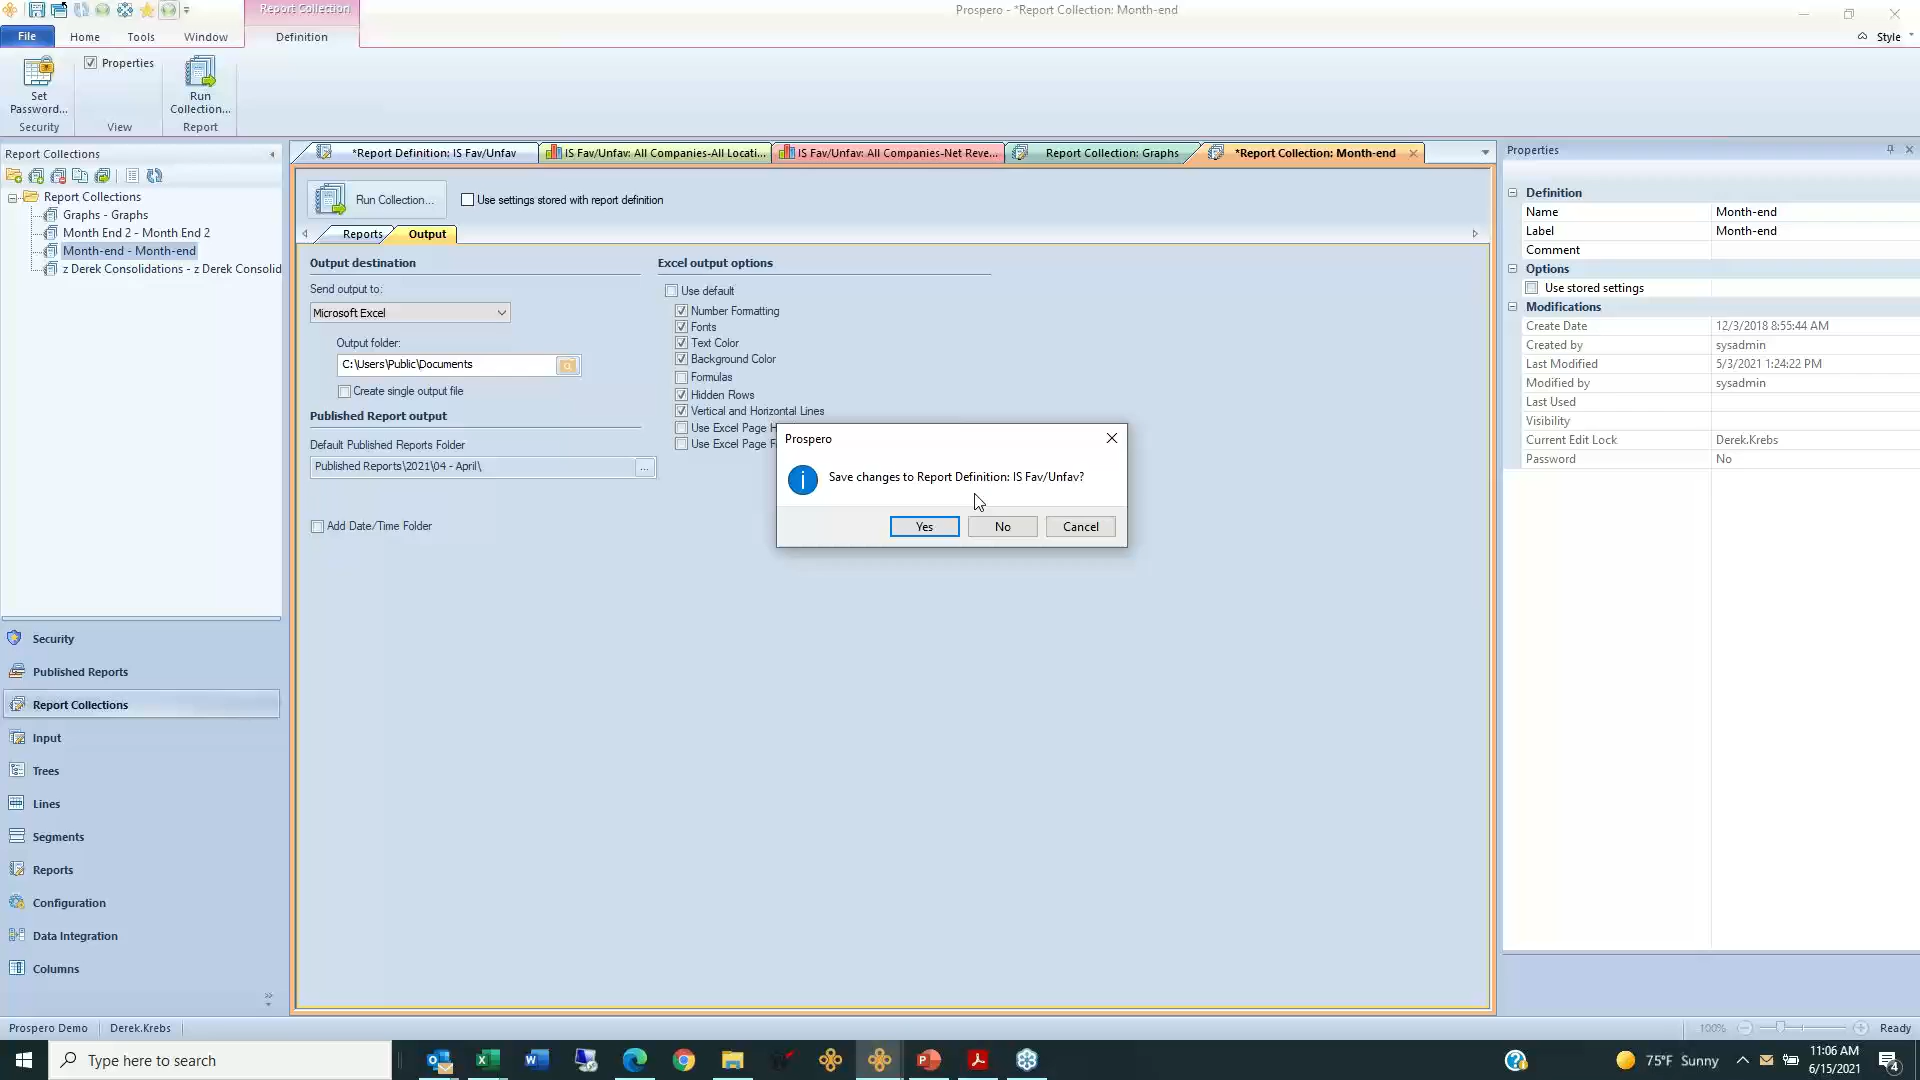 Report Collection
Prospero - *Report Collection: Month-end
File
Home
Tools
Window
Definition
Style
Set
Password...
Properties
Run
Collection...
Security
View
Report
Report Collections
Report Collections
Graphs - Graphs
Month End 2 - Month End 2
Month-end - Month-end
z Derek Consolidations - z Derek Consolid
Security
Published Reports
Report Collections
Input
Trees
Lines
Segments
Reports
Configuration
Data Integration
Columns
*Report Definition: IS Fav/Unfav
IS Fav/Unfav: All Companies-All Locati...
IS Fav/Unfav: All Companies-Net Reve...
Report Collection: Graphs
*Report Collection: Month-end
Run Collection...
Use settings stored with report definition
Reports
Output
Output destination
Send output to:
Microsoft Excel
Output folder:
C:\Users\Public\Documents
Create single output file
Published Report output
Default Published Reports Folder
Published Reports\2021\04 - April\
...
Add Date/Time Folder
Excel output options
Use default
Number Formatting
Fonts
Text Color
Background Color
Formulas
Hidden Rows
Vertical and Horizontal Lines
Use Excel Page H
Use Excel Page F
Prospero
Save changes to Report Definition: IS Fav/Unfav?
Yes
No
Cancel
Properties
Definition
Name Month-end
Label Month-end
Comment
Options
Use stored settings
Modifications
Create Date 12/3/2018 8:55:44 AM
Created by sysadmin
Last Modified 5/3/2021 1:24:22 PM
Modified by sysadmin
Last Used
Visibility
Current Edit Lock Derek.Krebs
Password No
Prospero Demo
Derek.Krebs
100%
Ready
Type here to search
75°F Sunny
11:06 AM
6/15/2021
4